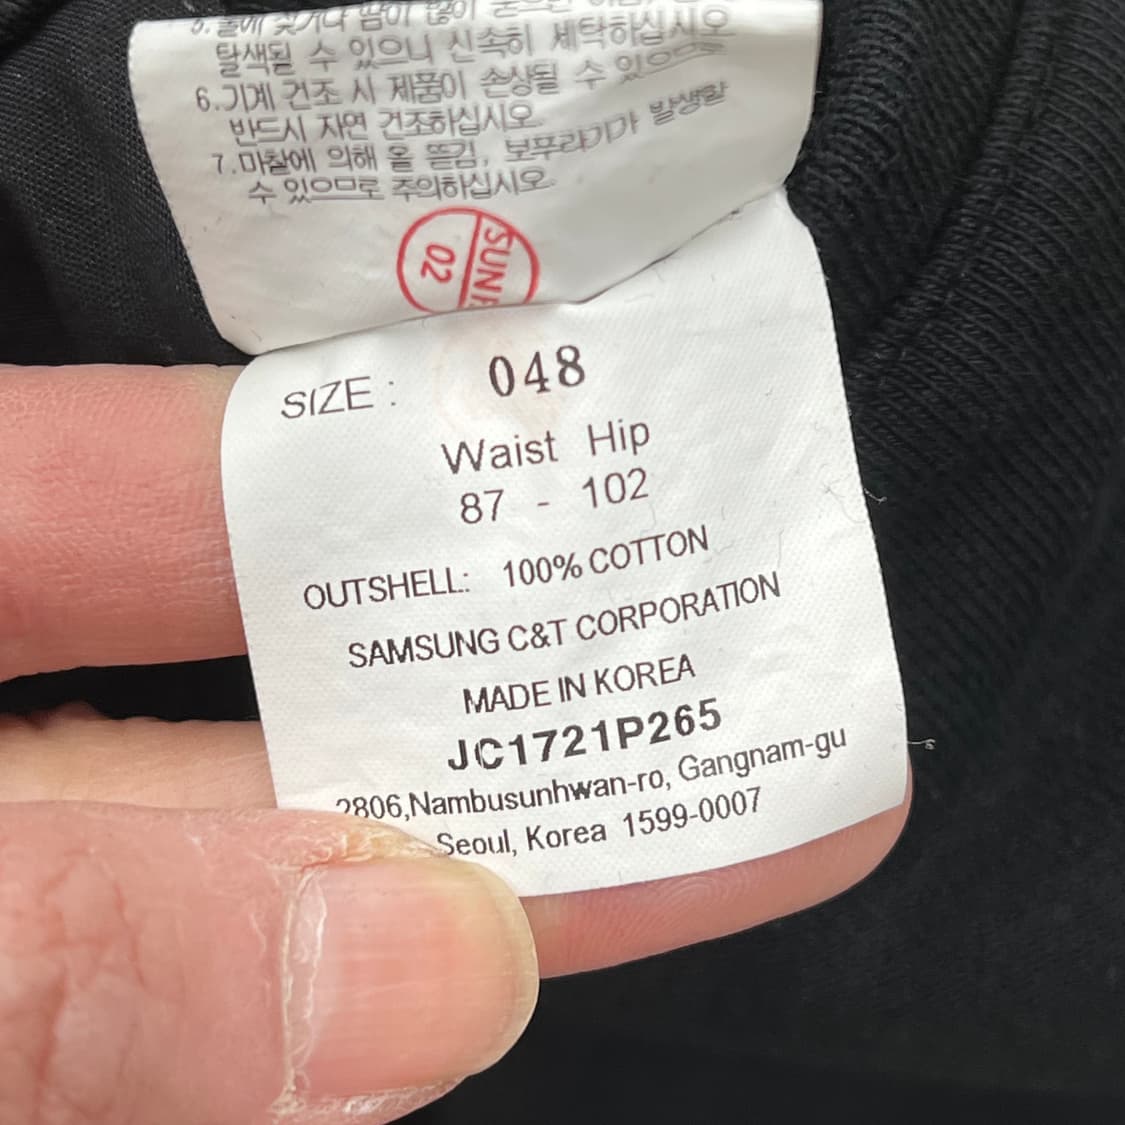 탈색될 수 있으니 신속히 세탁하십시오
6.기계 건조 시 제품이 손상될 수 있으므로
반드시 자연 건조하십시오.
7.마찰에 의해 올 뜯김, 보푸라기가 발생할
수 있으므로 주의하십시오.
02
SIZE : 048
Waist Hip
87 - 102
OUTSHELL: 100% COTTON
SAMSUNG C&T CORPORATION
MADE IN KOREA
JC1721P265
2806,Nambusunhwan-ro, Gangnam-gu
Seoul, Korea 1599-0007